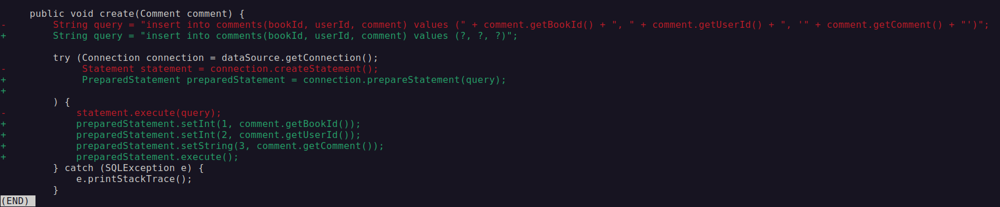 public void create(Comment comment) {
-        String query = "insert into comments(bookId, userId, comment) values (" + comment.getBookId() + ", " + comment.getUserId() + ", '" + comment.getComment() + "')";
+        String query = "insert into comments(bookId, userId, comment) values (?, ?, ?)";

         try (Connection connection = dataSource.getConnection();
-             Statement statement = connection.createStatement();
+             PreparedStatement preparedStatement = connection.prepareStatement(query);
+
         ) {
-            statement.execute(query);
+            preparedStatement.setInt(1, comment.getBookId());
+            preparedStatement.setInt(2, comment.getUserId());
+            preparedStatement.setString(3, comment.getComment());
+            preparedStatement.execute();
         } catch (SQLException e) {
             e.printStackTrace();
         }
(END)